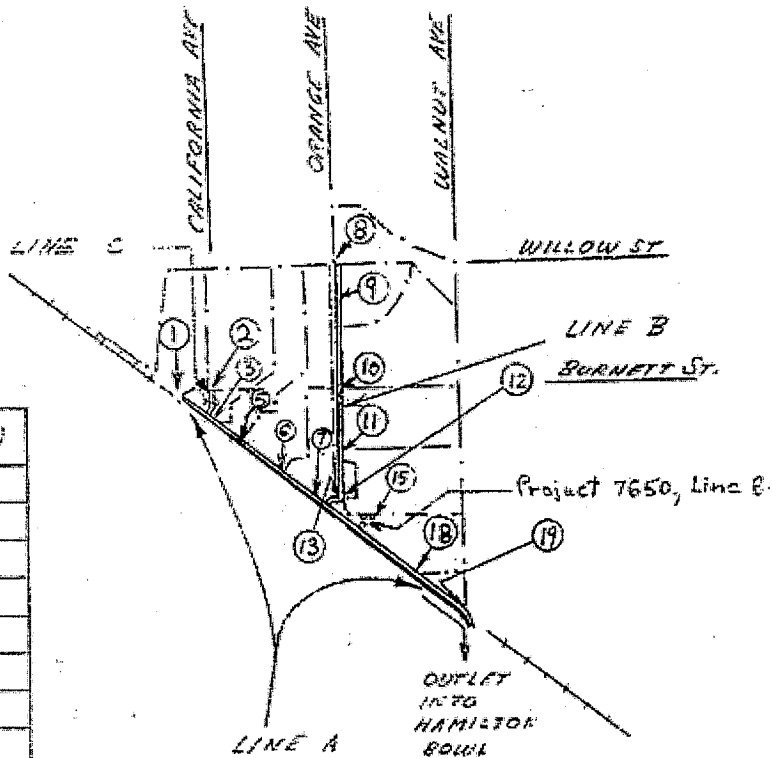 CALIFORNIA AVE
ORANGE AVE
WALNUT AVE
LINE C
8
WILLOW ST
9
1
2
3
LINE B
10
12
BURNETT ST.
5
11
6
7
15
Project 7650, Line E-
13
18
19
OUTLET
INTO
HAMILTON
BOWL
LINE A